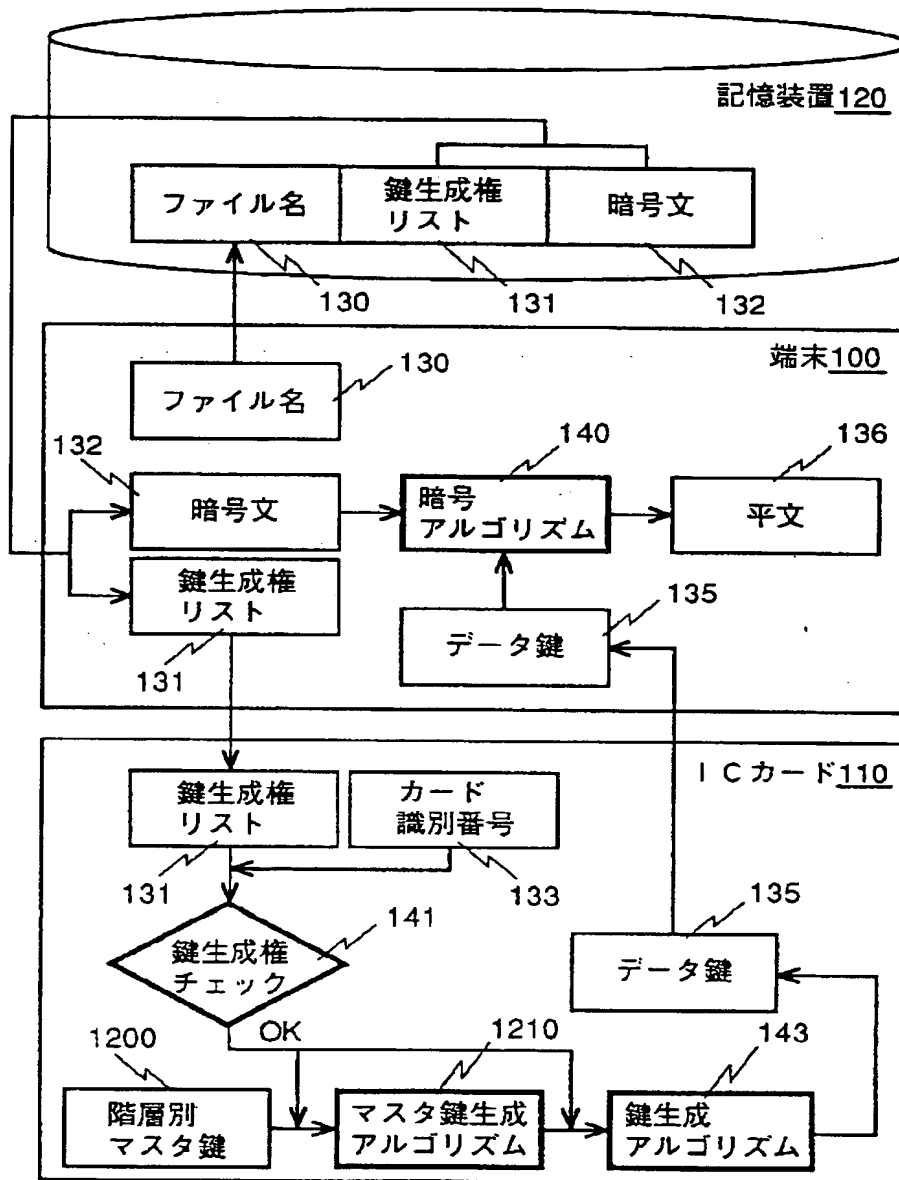 記憶装置120
ファイル名
鍵生成権
リスト
暗号文
130
131
132
端末100
130
ファイル名
132
140
136
暗号文
暗号
アルゴリズム
平文
鍵生成権
リスト
135
データ鍵
131
ICカード110
鍵生成権
リスト
カード
識別番号
131
133
141
135
鍵生成権
チェック
データ鍵
OK
1200
1210
143
階層別
マスタ鍵
マスタ鍵生成
アルゴリズム
鍵生成
アルゴリズム